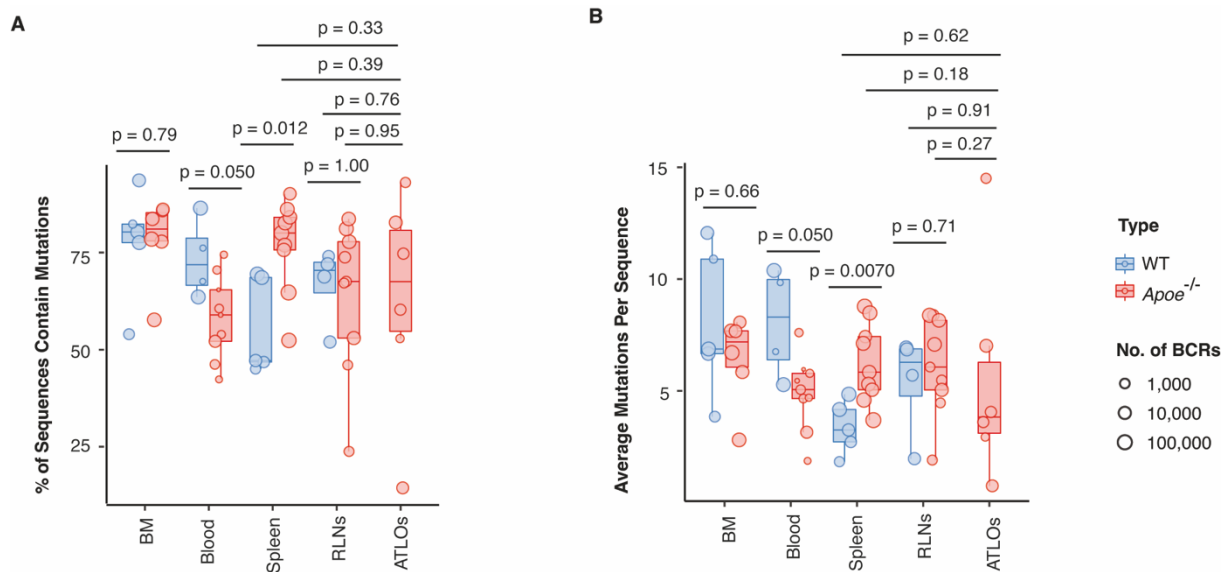 A
p = 0.33
p = 0.39
p = 0.76
p = 0.79
p = 0.012
p = 0.95
p = 0.050
p = 1.00
% of Sequences Contain Mutations
75
50
25
BM
Blood
Spleen
RLNs
ATLOs
B
p = 0.62
p = 0.18
p = 0.91
p = 0.27
p = 0.66
p = 0.050
p = 0.71
p = 0.0070
Average Mutations Per Sequence
15
10
5
BM
Blood
Spleen
RLNs
ATLOs
Type
WT
Apoe-/-
No. of BCRs
1,000
10,000
100,000